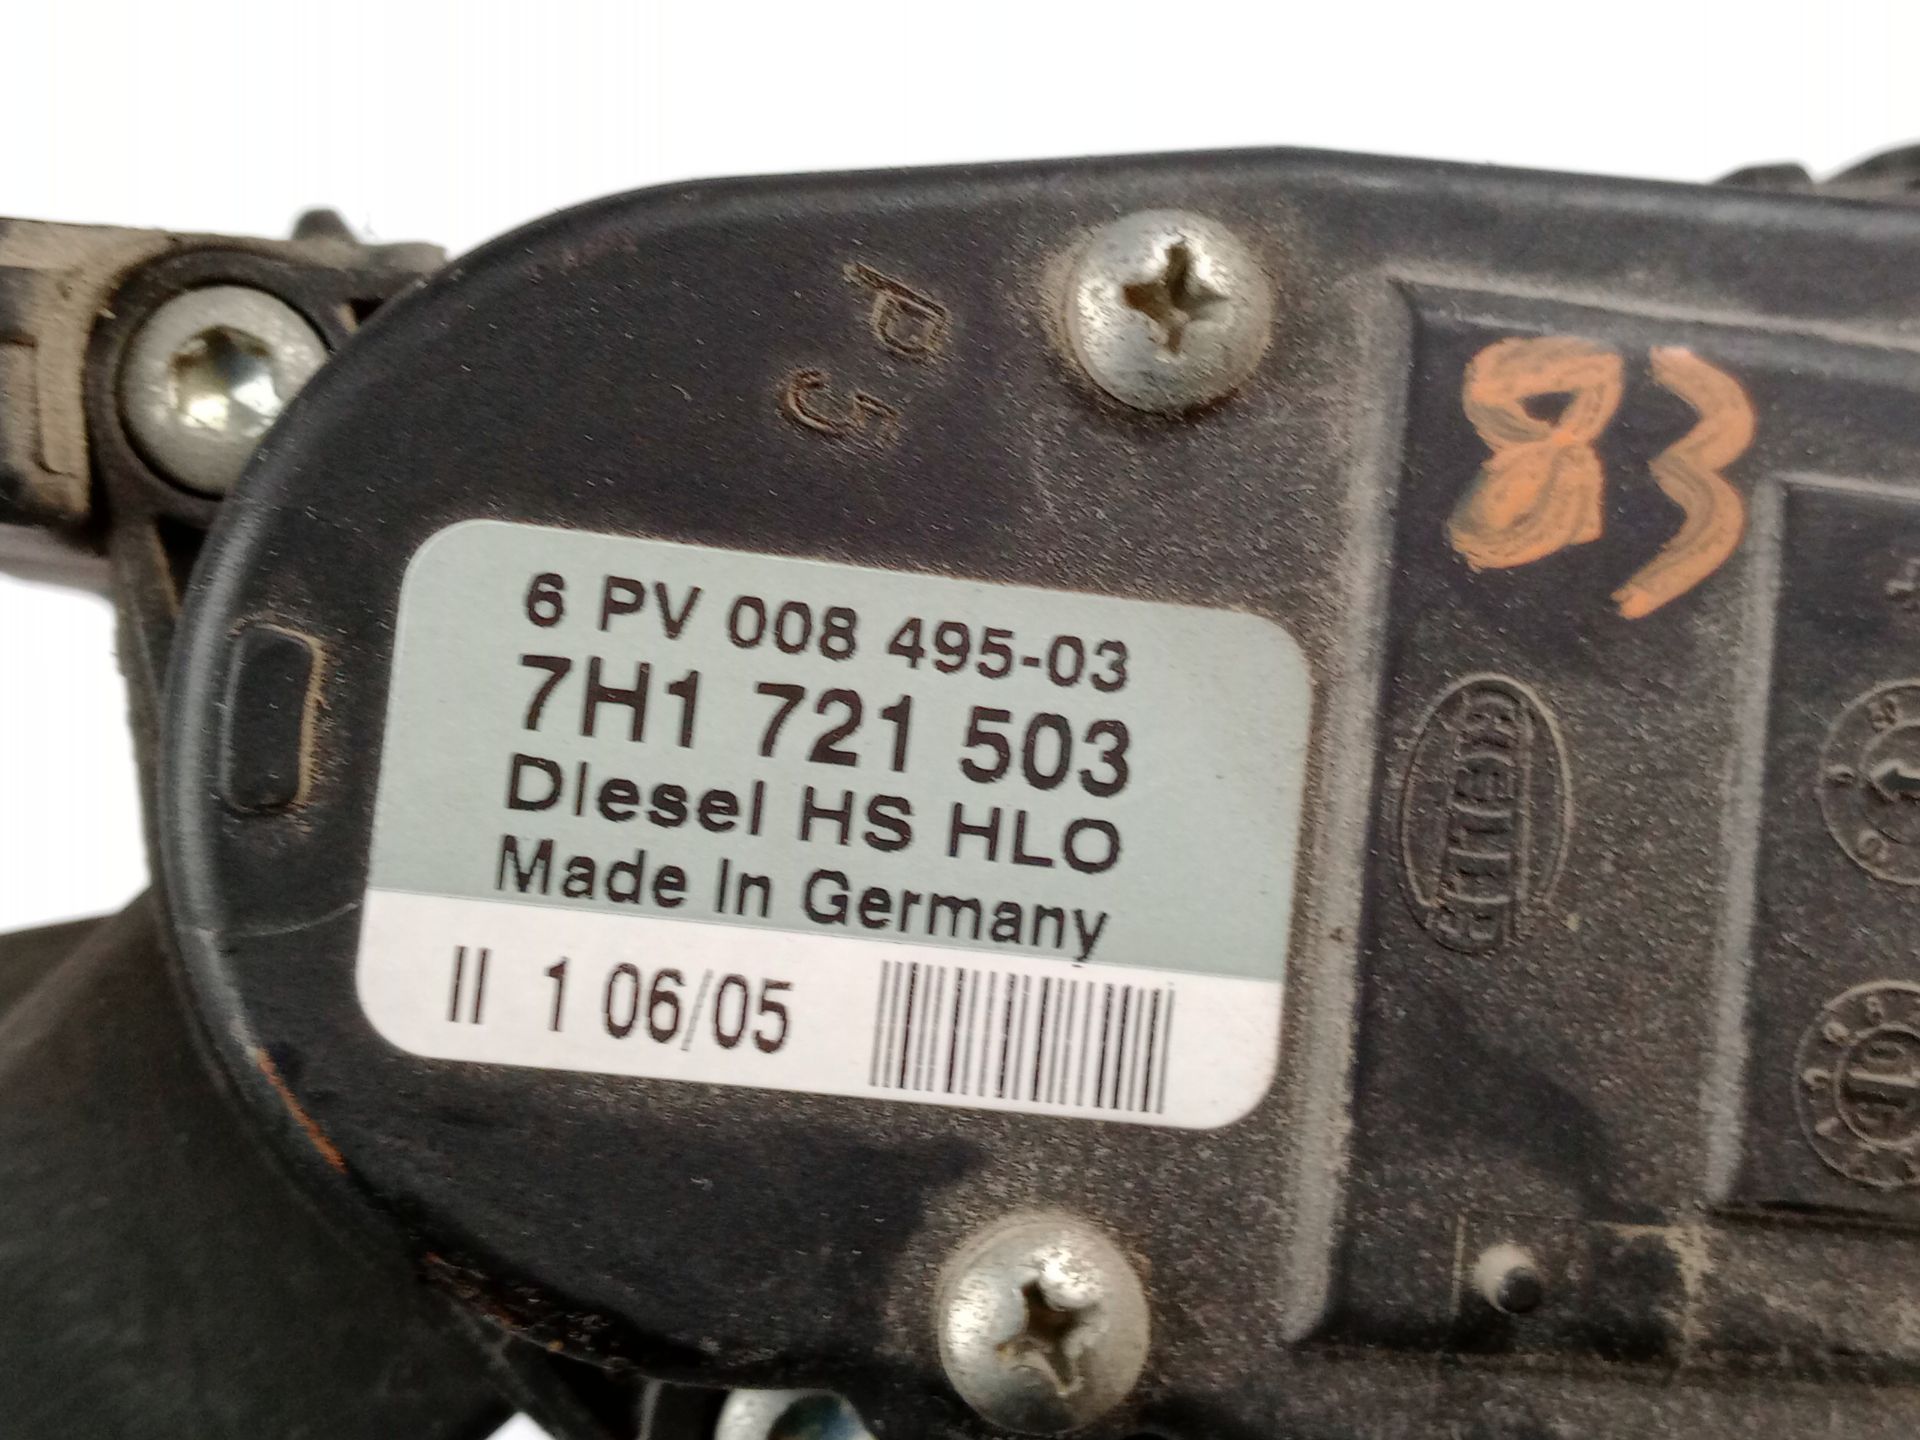 83
6 PV 008 495-03
7H1 721 503
DIesel HS HLO
Made In Germany
II 1 06/05
HELLA